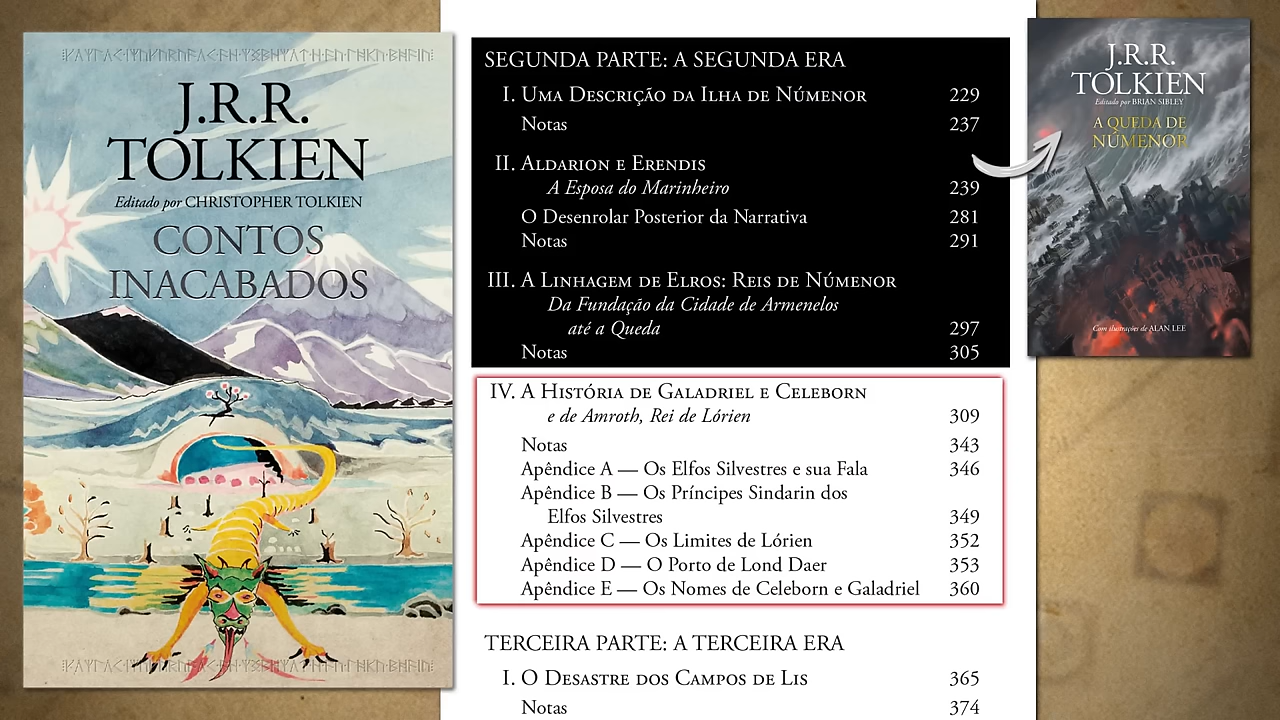 J.R.R.
TOLKIEN
Editado por CHRISTOPHER TOLKIEN
CONTOS
INACABADOS
SEGUNDA PARTE: A SEGUNDA ERA
I. Uma Descrição da Ilha de Númenor 229
Notas 237
II. Aldarion e Erendis
A Esposa do Marinheiro 239
O Desenrolar Posterior da Narrativa 281
Notas 291
III. A Linhagem de Elros: Reis de Númenor
Da Fundação da Cidade de Armenelos
até a Queda 297
Notas 305
IV. A História de Galadriel e Celeborn
e de Amroth, Rei de Lórien 309
Notas 343
Apêndice A — Os Elfos Silvestres e sua Fala 346
Apêndice B — Os Príncipes Sindarin dos
Elfos Silvestres 349
Apêndice C — Os Limites de Lórien 352
Apêndice D — O Porto de Lond Daer 353
Apêndice E — Os Nomes de Celeborn e Galadriel 360
TERCEIRA PARTE: A TERCEIRA ERA
I. O Desastre dos Campos de Lis 365
Notas 374
J.R.R.
TOLKIEN
Editado por BRIAN SIBLEY
A QUEDA DE
NÚMENOR
Com ilustrações de ALAN LEE